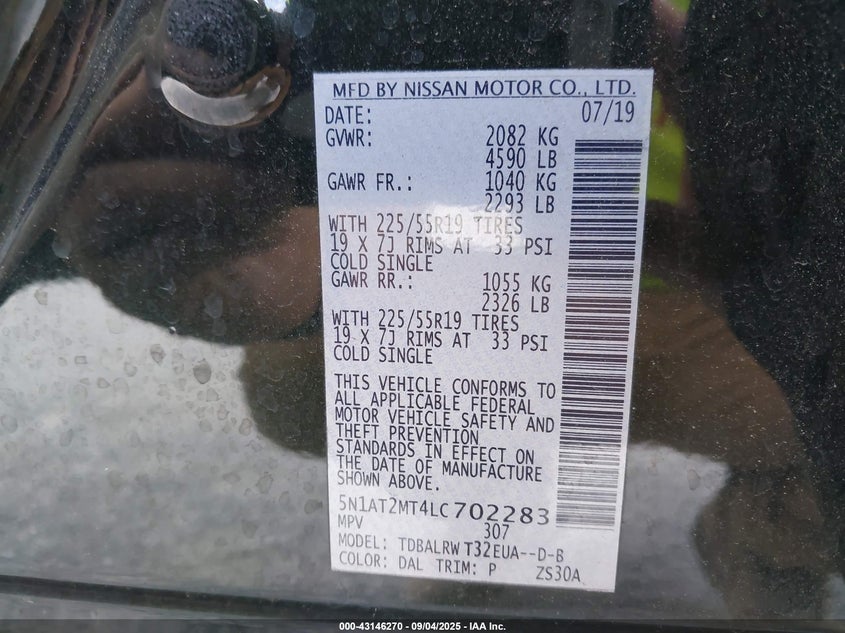 MFD BY NISSAN MOTOR CO., LTD.
DATE: 07/19
GVWR: 2082 KG
4590 LB
GAWR FR.: 1040 KG
2293 LB
WITH 225/55R19 TIRES
19 X 7J RIMS AT 33 PSI
COLD SINGLE
GAWR RR.: 1055 KG
2326 LB
WITH 225/55R19 TIRES
19 X 7J RIMS AT 33 PSI
COLD SINGLE
THIS VEHICLE CONFORMS TO
ALL APPLICABLE FEDERAL
MOTOR VEHICLE SAFETY AND
THEFT PREVENTION
STANDARDS IN EFFECT ON
THE DATE OF MANUFACTURE
SHOWN ABOVE.
5N1AT2MT4LC702283
MPV 307
MODEL: TDBALRW T32EUA--D-B
COLOR: DAL TRIM: P ZS30A
000-43146270 - 09/04/2025 - IAA Inc.